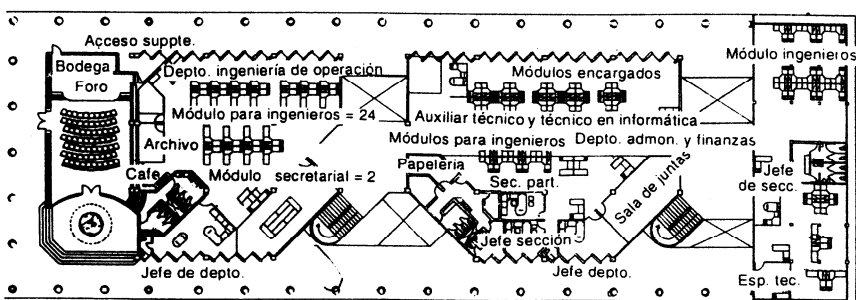 Acceso suppte.
Bodega
Foro
Depto. ingeniería de operación
Módulo para ingenieros = 24
Archivo
Cafe
Módulo secretarial = 2
Jefe de depto.
Módulos encargados
Auxiliar técnico y técnico en informática
Módulos para ingenieros
Depto. admon. y finanzas
Papelería
Sec. part.
Sala de juntas
Jefe sección
Jefe depto.
Módulo ingenieros
Jefe
de secc.
Esp. tec.